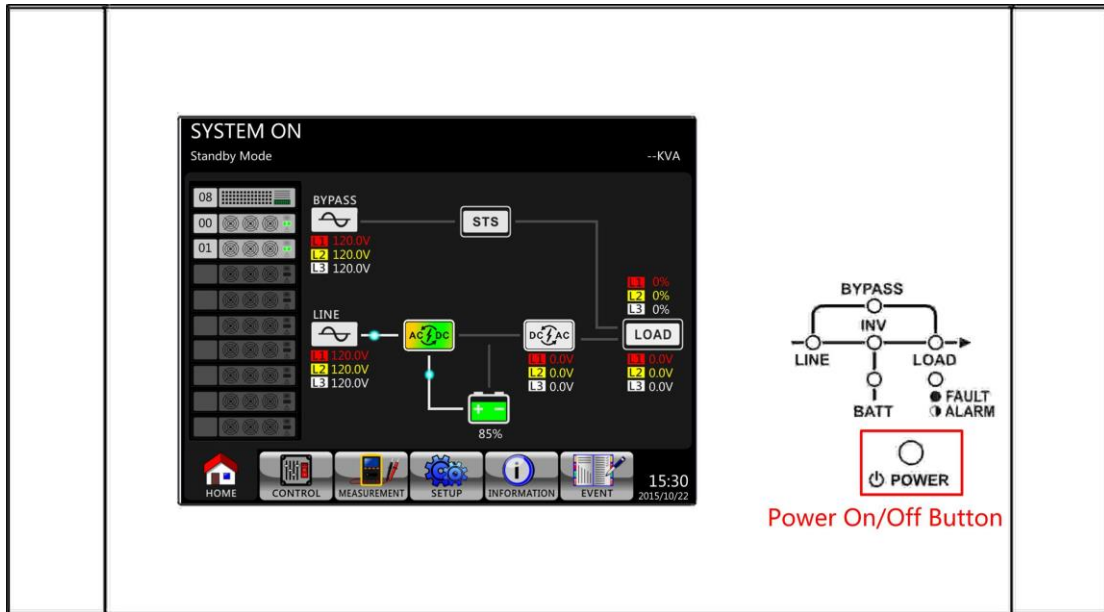 SYSTEM ON
Standby Mode
--KVA
08
00
01
BYPASS
L1 120.0V
L2 120.0V
L3 120.0V
STS
LINE
L1 120.0V
L2 120.0V
L3 120.0V
AC DC
85%
DC AC
L1 0.0V
L2 0.0V
L3 0.0V
L1 0%
L2 0%
L3 0%
LOAD
L1 0.0V
L2 0.0V
L3 0.0V
HOME
CONTROL
MEASUREMENT
SETUP
INFORMATION
EVENT
15:30
2015/10/22
BYPASS
INV
LINE
LOAD
BATT
FAULT
ALARM
POWER
Power On/Off Button